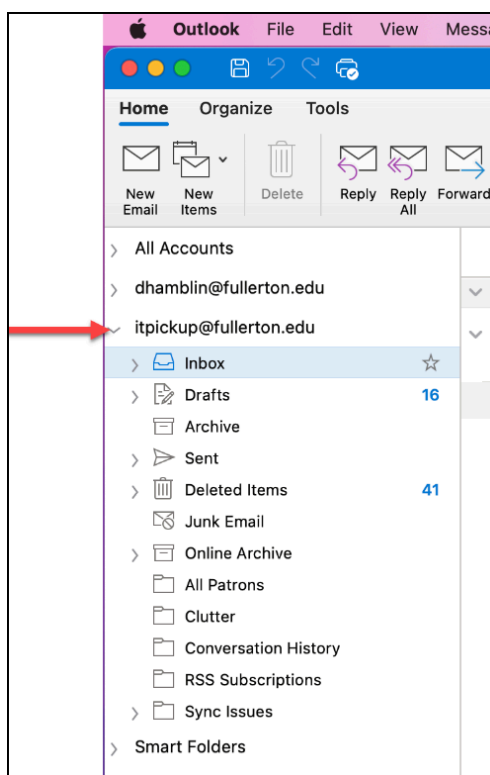 Outlook File Edit View
Home Organize Tools
New Email New Items Delete Reply Reply All Forward
All Accounts
dhamblin@fullerton.edu
itpickup@fullerton.edu
Inbox
Drafts 16
Archive
Sent
Deleted Items 41
Junk Email
Online Archive
All Patrons
Clutter
Conversation History
RSS Subscriptions
Sync Issues
Smart Folders